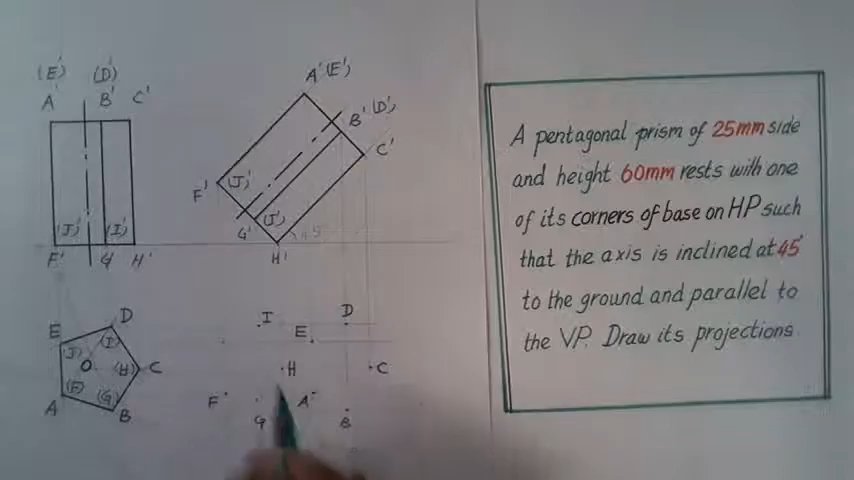 (E') (D')
A' B' C'
(J') (I')
F' G' H'
A' (E')
B' (D')
C'
F' (J')
(I')
G'
45°
H'
D
E (I)
(J)
O (H) C
(F) (G)
A B
I D
E
H C
F A
G B
A pentagonal prism of 25mm side
and height 60mm rests with one
of its corners of base on HP such
that the axis is inclined at 45°
to the ground and parallel to
the VP. Draw its projections